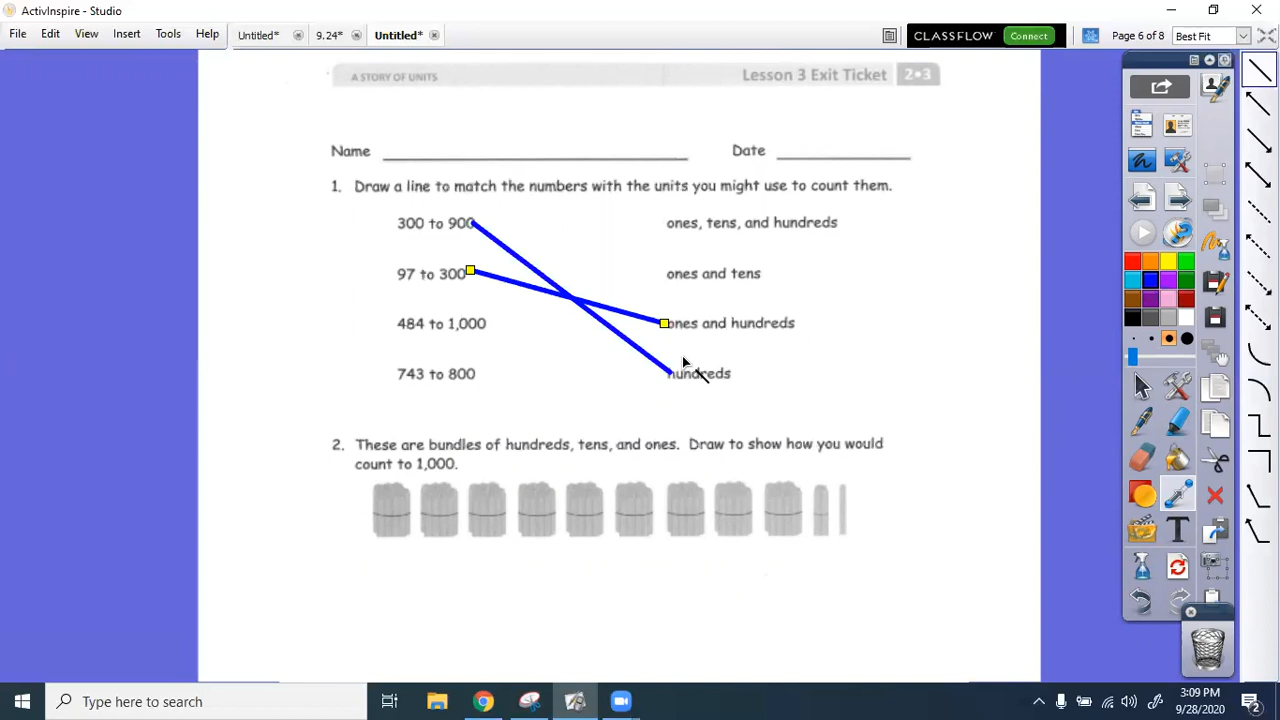 ActivInspire - Studio
File Edit View Insert Tools Help
Untitled* 9.24* Untitled*
CLASSFLOW Connect
Page 6 of 8 Best Fit
A STORY OF UNITS
Lesson 3 Exit Ticket 2•3
Name Date
1. Draw a line to match the numbers with the units you might use to count them.
300 to 900 ones, tens, and hundreds
97 to 300 ones and tens
484 to 1,000 ones and hundreds
743 to 800 hundreds
2. These are bundles of hundreds, tens, and ones. Draw to show how you would
count to 1,000.
Type here to search
3:09 PM
9/28/2020
2